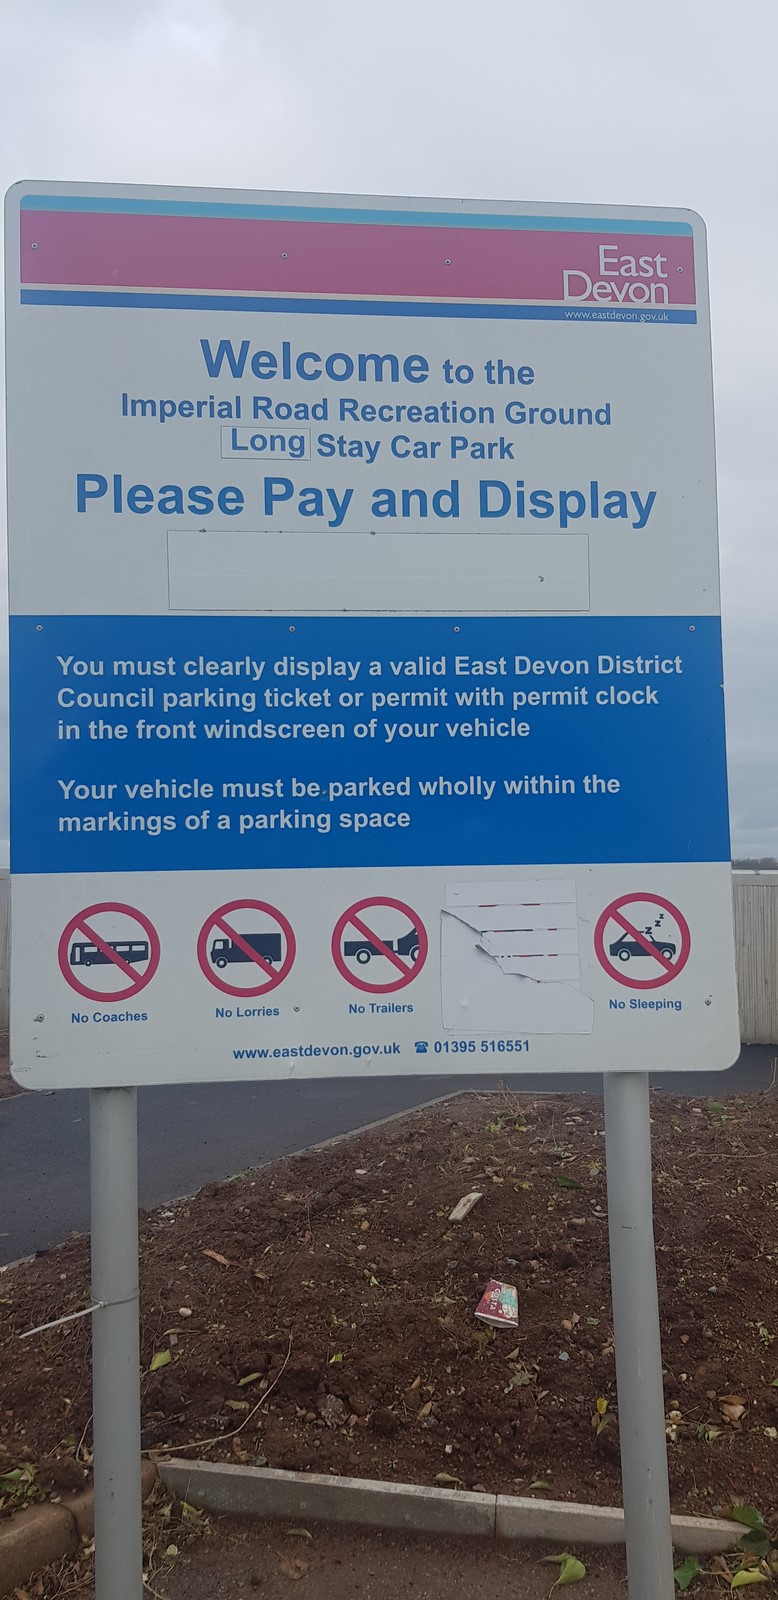 East
Devon
www.eastdevon.gov.uk
Welcome to the
Imperial Road Recreation Ground
Long Stay Car Park
Please Pay and Display
You must clearly display a valid East Devon District
Council parking ticket or permit with permit clock
in the front windscreen of your vehicle
Your vehicle must be parked wholly within the
markings of a parking space
z z z
No Coaches
No Lorries
No Trailers
No Sleeping
www.eastdevon.gov.uk ☎ 01395 516551